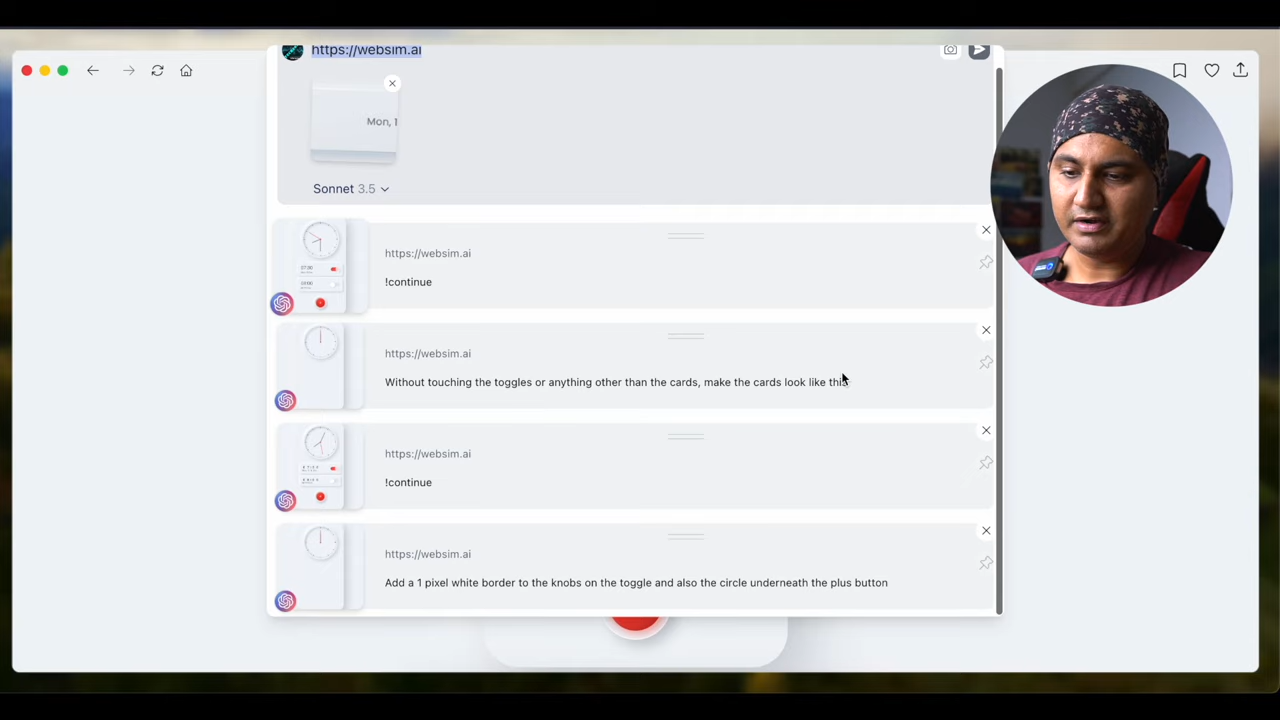 https://websim.ai
Mon, 1
Sonnet 3.5
https://websim.ai
!continue
https://websim.ai
Without touching the toggles or anything other than the cards, make the cards look like this
https://websim.ai
!continue
https://websim.ai
Add a 1 pixel white border to the knobs on the toggle and also the circle underneath the plus button